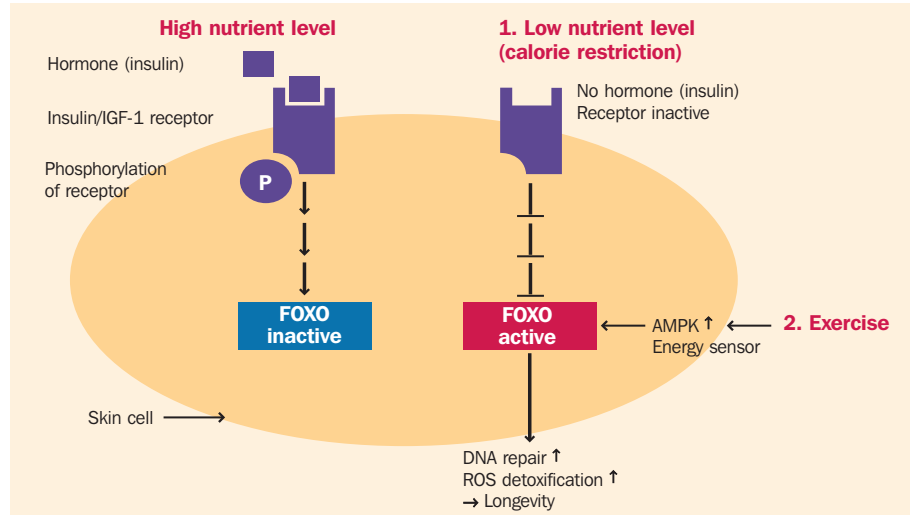 High nutrient level
Hormone (insulin)
Insulin/IGF-1 receptor
Phosphorylation
of receptor
P
FOXO
inactive
Skin cell
1. Low nutrient level
(calorie restriction)
No hormone (insulin)
Receptor inactive
FOXO
active
AMPK ↑
Energy sensor
2. Exercise
DNA repair ↑
ROS detoxification ↑
→ Longevity